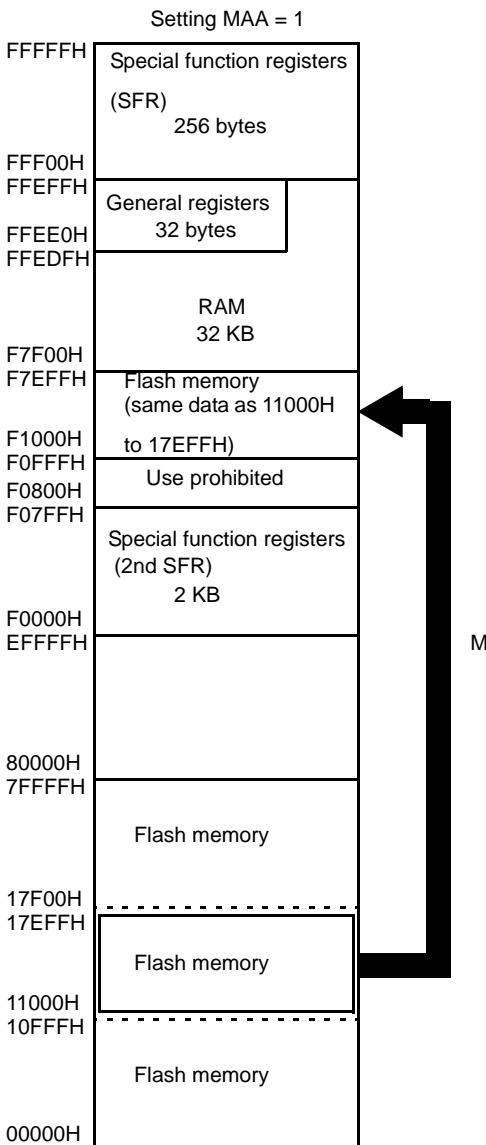 Setting MAA = 1
FFFFFH
Special function registers
(SFR)
256 bytes
FFF00H
FFEFFH
General registers
32 bytes
FFEE0H
FFEDFH
RAM
32 KB
F7F00H
F7EFFH
Flash memory
(same data as 11000H
to 17EFFH)
F1000H
F0FFFH
Use prohibited
F0800H
F07FFH
Special function registers
(2nd SFR)
2 KB
F0000H
EFFFFH
M
80000H
7FFFFH
Flash memory
17F00H
17EFFH
Flash memory
11000H
10FFFH
Flash memory
00000H